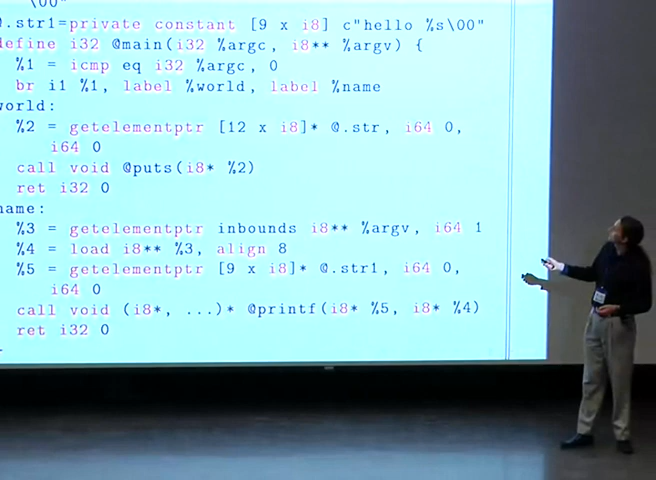 \00"
@.str1=private constant [9 x i8] c"hello %s\00"
define i32 @main(i32 %argc, i8** %argv) {
%1 = icmp eq i32 %argc, 0
br i1 %1, label %world, label %name
world:
%2 = getelementptr [12 x i8]* @.str, i64 0,
i64 0
call void @puts(i8* %2)
ret i32 0
name:
%3 = getelementptr inbounds i8** %argv, i64 1
%4 = load i8** %3, align 8
%5 = getelementptr [9 x i8]* @.str1, i64 0,
i64 0
call void (i8*, ...)* @printf(i8* %5, i8* %4)
ret i32 0
}